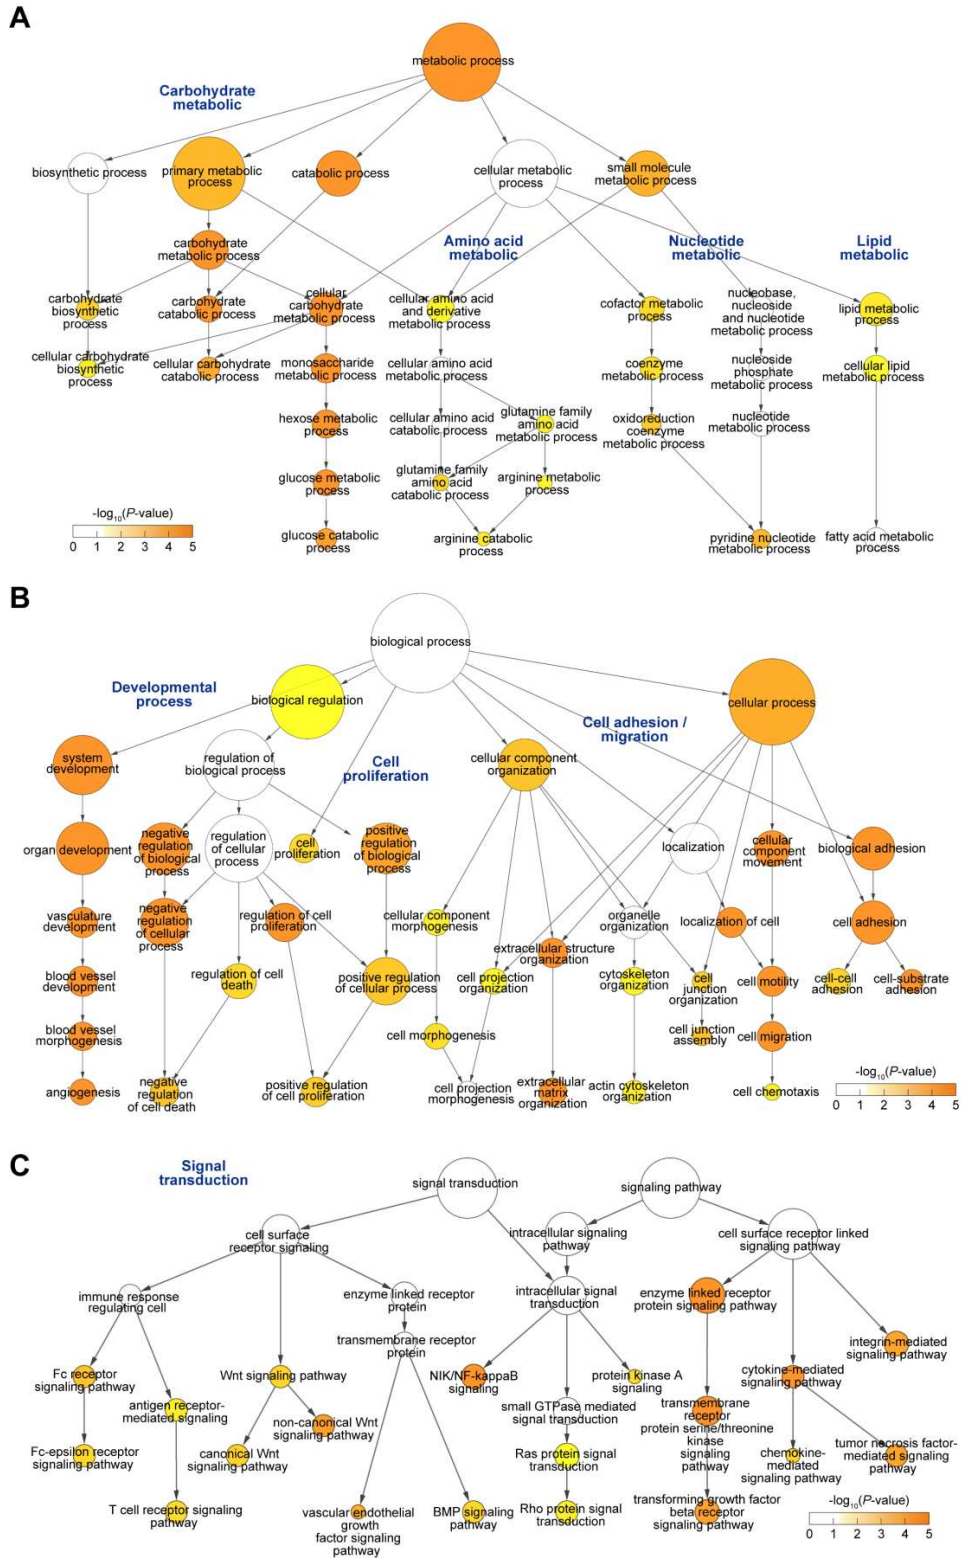 A
metabolic process
Carbohydrate
metabolic
biosynthetic process
primary metabolic
process
catabolic process
cellular metabolic
process
small molecule
metabolic process
carbohydrate
metabolic process
Amino acid
metabolic
Nucleotide
metabolic
Lipid
metabolic
carbohydrate
biosynthetic
process
carbohydrate
catabolic process
cellular
carbohydrate
metabolic process
cellular amino acid
and derivative
metabolic process
cofactor metabolic
process
nucleobase,
nucleoside
and nucleotide
metabolic process
lipid metabolic
process
cellular carbohydrate
biosynthetic
process
cellular carbohydrate
catabolic process
monosaccharide
metabolic process
cellular amino acid
metabolic process
coenzyme
metabolic process
nucleoside
phosphate
metabolic process
cellular lipid
metabolic process
hexose metabolic
process
cellular amino acid
catabolic process
glutamine family
amino acid
metabolic process
oxidoreduction
coenzyme
metabolic process
nucleotide
metabolic process
glucose metabolic
process
glutamine family
amino acid
catabolic process
arginine metabolic
process
-log10(P-value)
0 1 2 3 4 5
glucose catabolic
process
arginine catabolic
process
pyridine nucleotide
metabolic process
fatty acid metabolic
process
B
biological process
Developmental
process
biological regulation
cellular process
Cell adhesion /
migration
system
development
regulation of
biological process
Cell
proliferation
cellular component
organization
organ development
negative
regulation
of biological
process
regulation
of cellular
process
cell
proliferation
positive
regulation
of biological
process
localization
cellular
component
movement
biological adhesion
vasculature
development
negative
regulation
of cellular
process
regulation of cell
proliferation
cellular component
morphogenesis
extracellular structure
organization
organelle
organization
localization of cell
cell adhesion
blood vessel
development
regulation of cell
death
positive regulation
of cellular process
cell projection
organization
cytoskeleton
organization
cell
junction
organization
cell motility
cell-cell
adhesion
cell-substrate
adhesion
blood vessel
morphogenesis
cell morphogenesis
cell junction
assembly
cell migration
angiogenesis
negative
regulation
of cell death
positive regulation
of cell proliferation
cell projection
morphogenesis
extracellular
matrix
organization
actin cytoskeleton
organization
cell chemotaxis
-log10(P-value)
0 1 2 3 4 5
C
Signal
transduction
signal transduction
signaling pathway
cell surface
receptor signaling
intracellular signaling
pathway
cell surface receptor linked
signaling pathway
immune response
regulating cell
enzyme linked receptor
protein
intracellular signal
transduction
enzyme linked receptor
protein signaling pathway
transmembrane receptor
protein
integrin-mediated
signaling pathway
Fc receptor
signaling pathway
Wnt signaling pathway
NIK/NF-kappaB
signaling
protein kinase A
signaling
cytokine-mediated
signaling pathway
antigen receptor-
mediated signaling
non-canonical Wnt
signaling pathway
small GTPase mediated
signal transduction
transmembrane
receptor
protein serine/threonine
kinase
signaling
pathway
Fc-epsilon receptor
signaling pathway
canonical Wnt
signaling pathway
Ras protein signal
transduction
chemokine-
mediated
signaling pathway
tumor necrosis factor-
mediated signaling
pathway
T cell receptor signaling
pathway
vascular endothelial
growth
factor signaling
pathway
BMP signaling
pathway
Rho protein signal
transduction
transforming growth factor
beta receptor
signaling pathway
-log10(P-value)
0 1 2 3 4 5